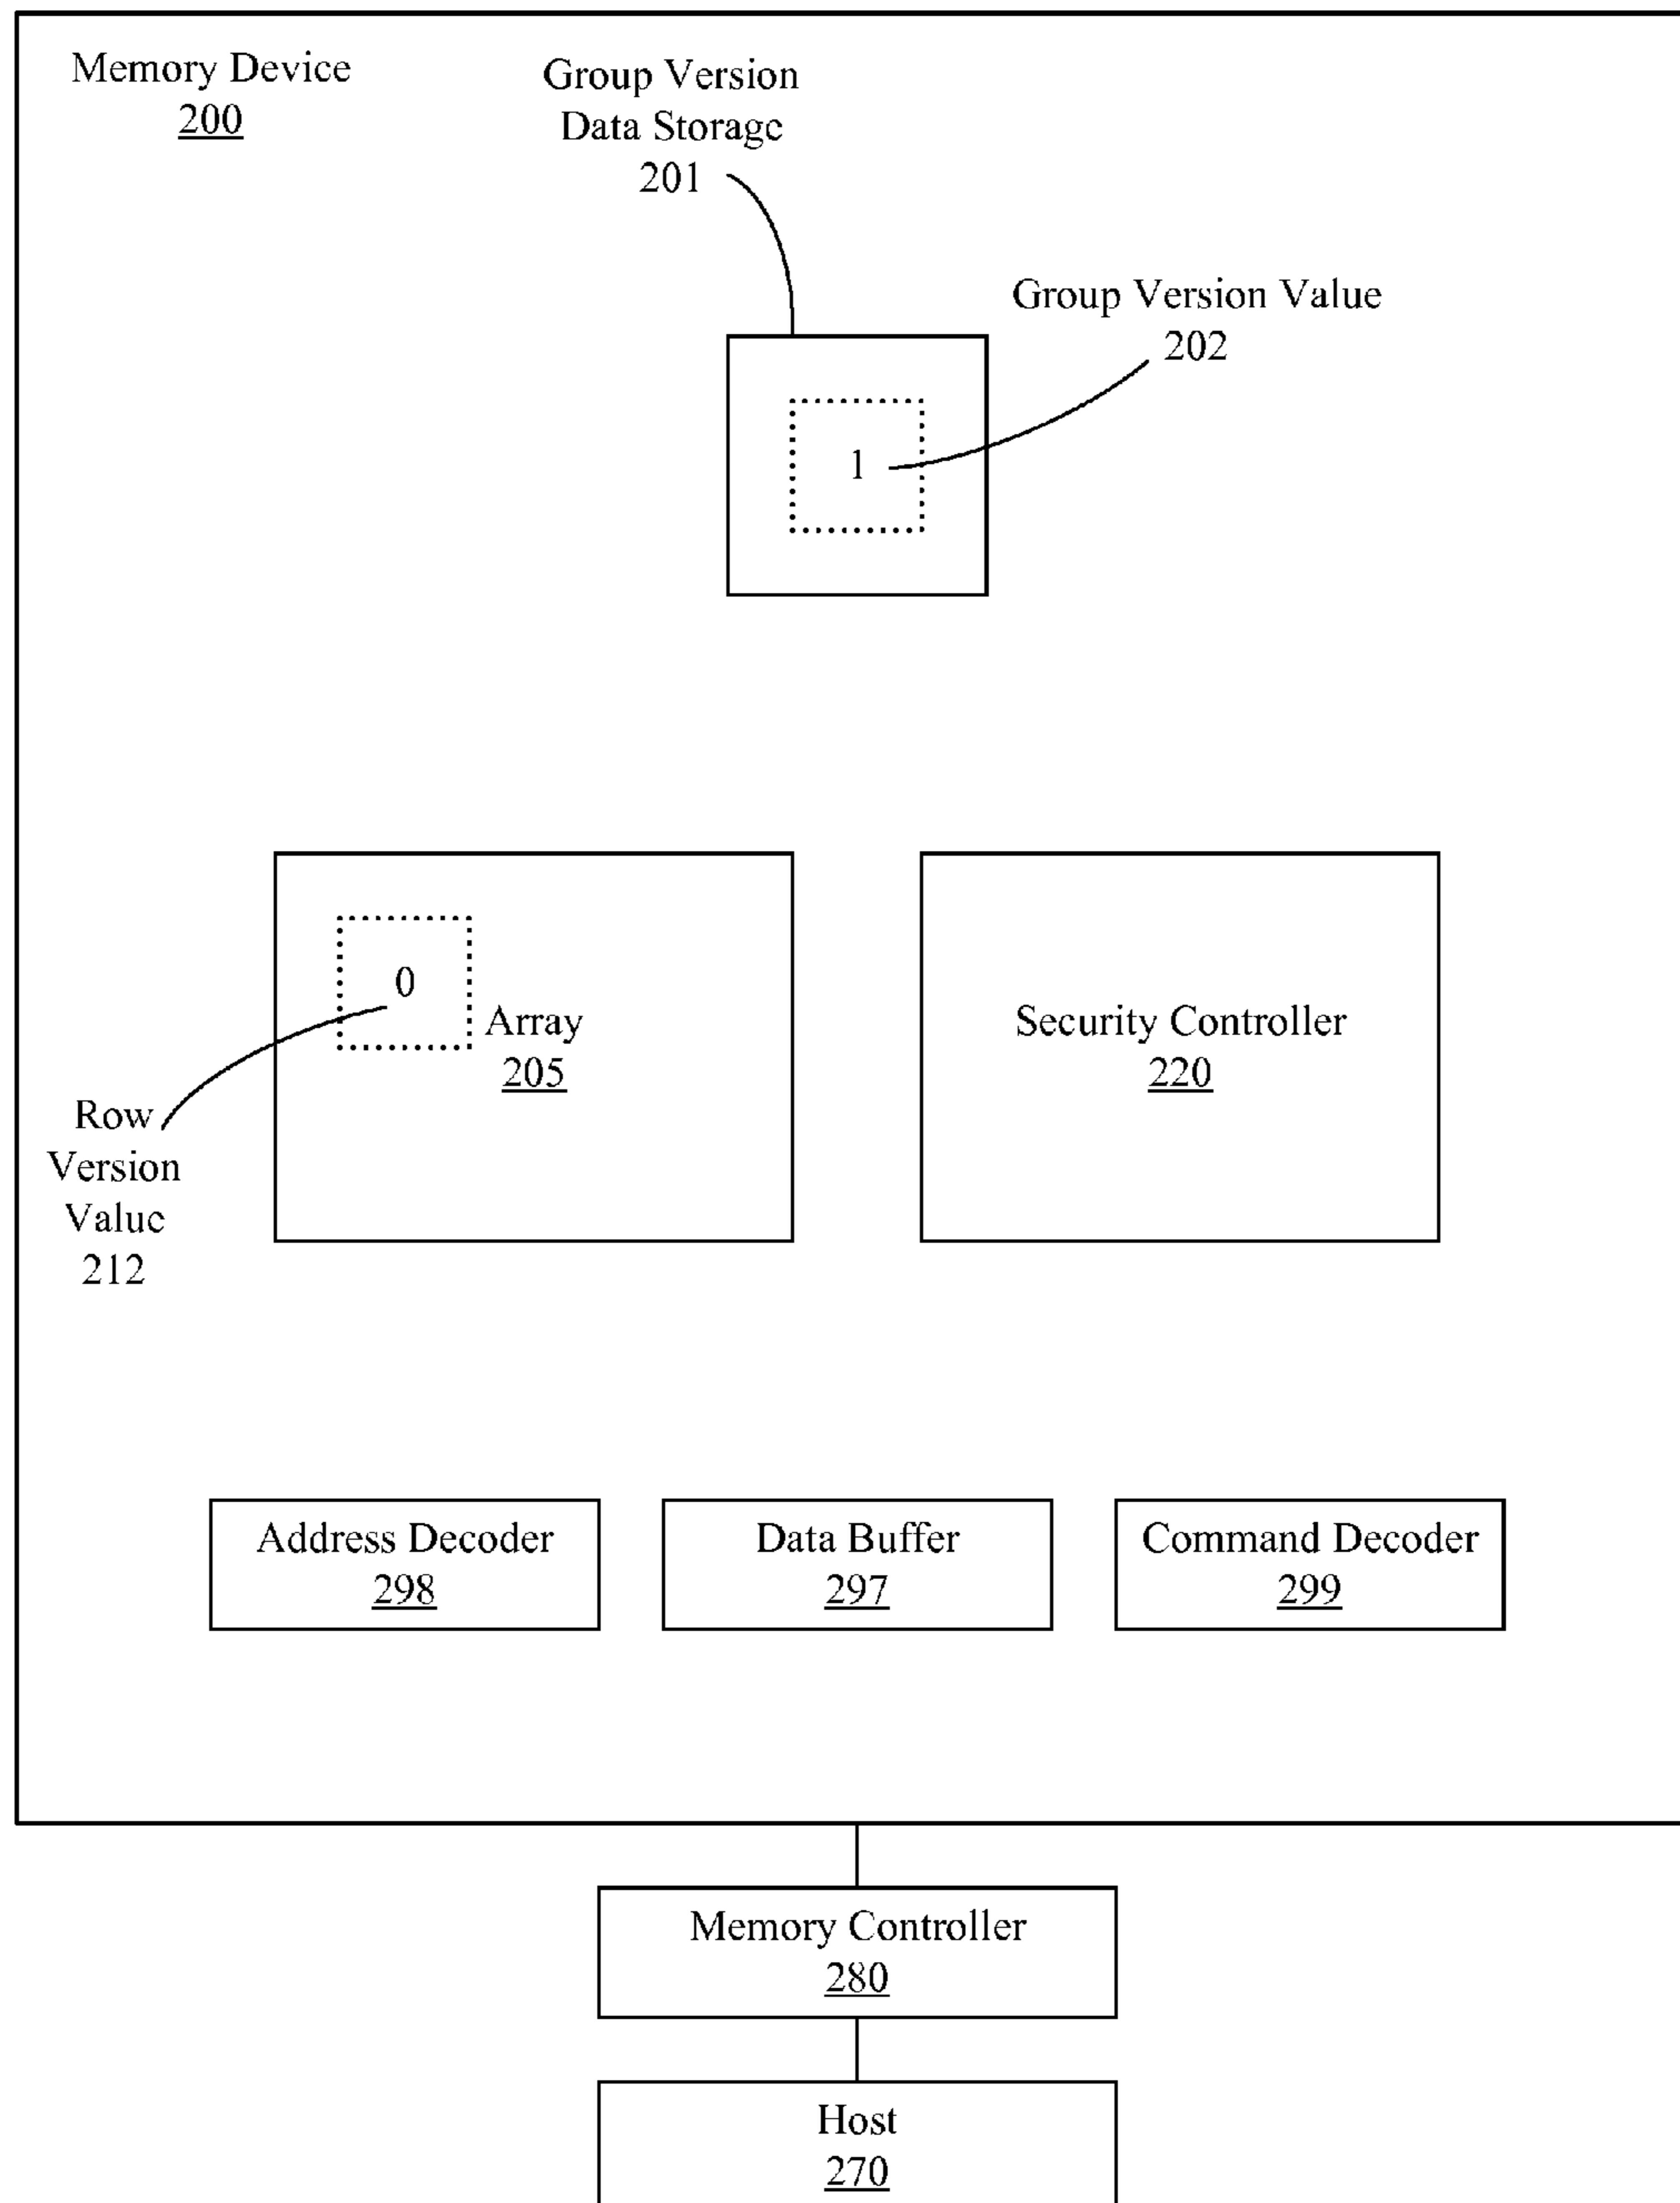 Memory Device
200
Group Version
Data Storage
201
Group Version Value
202
1
0
Array
205
Security Controller
220
Row
Version
Value
212
Address Decoder
298
Data Buffer
297
Command Decoder
299
Memory Controller
280
Host
270